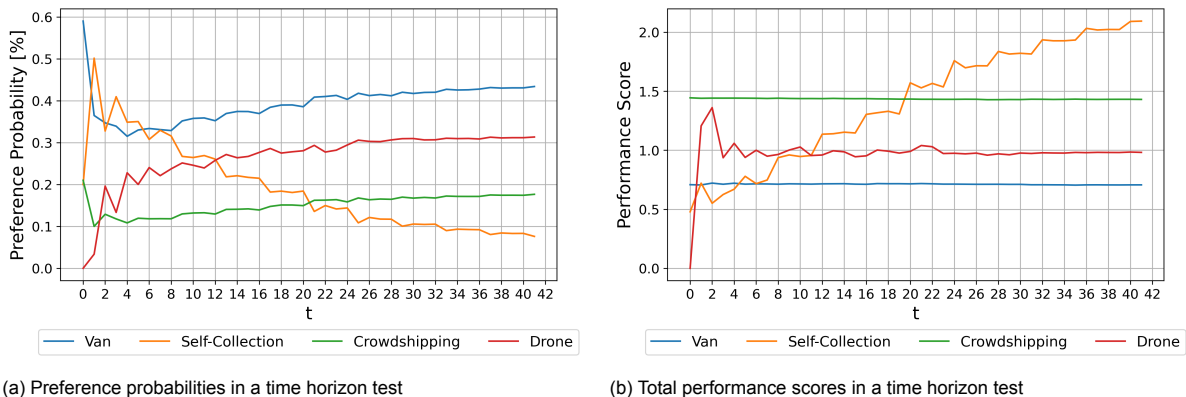 Preference Probability [%]
0.6
0.5
0.4
0.3
0.2
0.1
0.0
0 2 4 6 8 10 12 14 16 18 20 22 24 26 28 30 32 34 36 38 40 42
t
Van Self-Collection Crowdshipping Drone
(a) Preference probabilities in a time horizon test
Performance Score
2.0
1.5
1.0
0.5
0.0
0 2 4 6 8 10 12 14 16 18 20 22 24 26 28 30 32 34 36 38 40 42
t
Van Self-Collection Crowdshipping Drone
(b) Total performance scores in a time horizon test